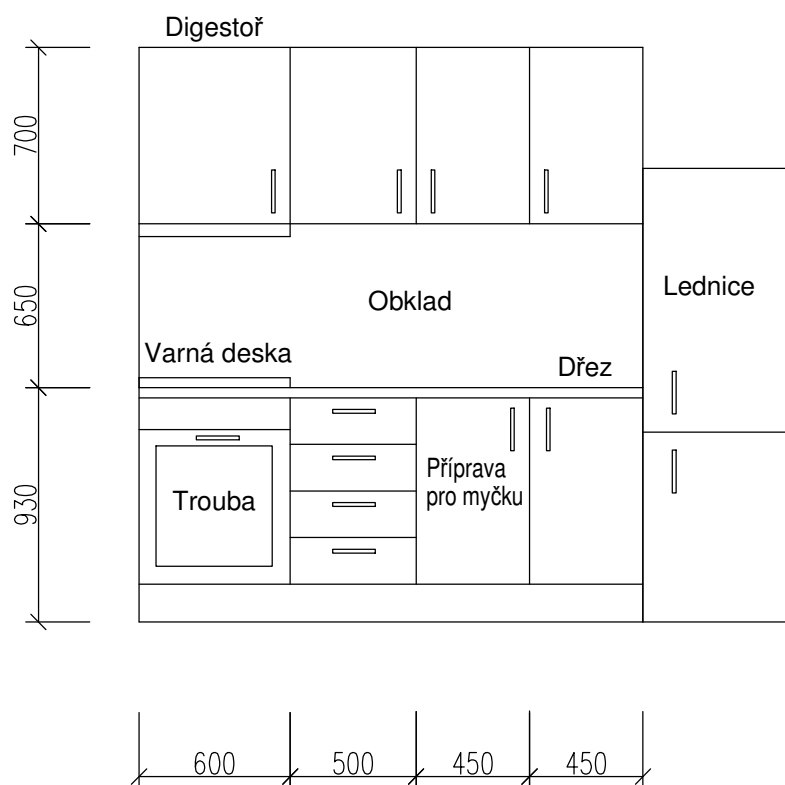 Digestoř
700
650
930
Obklad
Lednice
Varná deska
Dřez
Trouba
Příprava
pro myčku
600
500
450
450